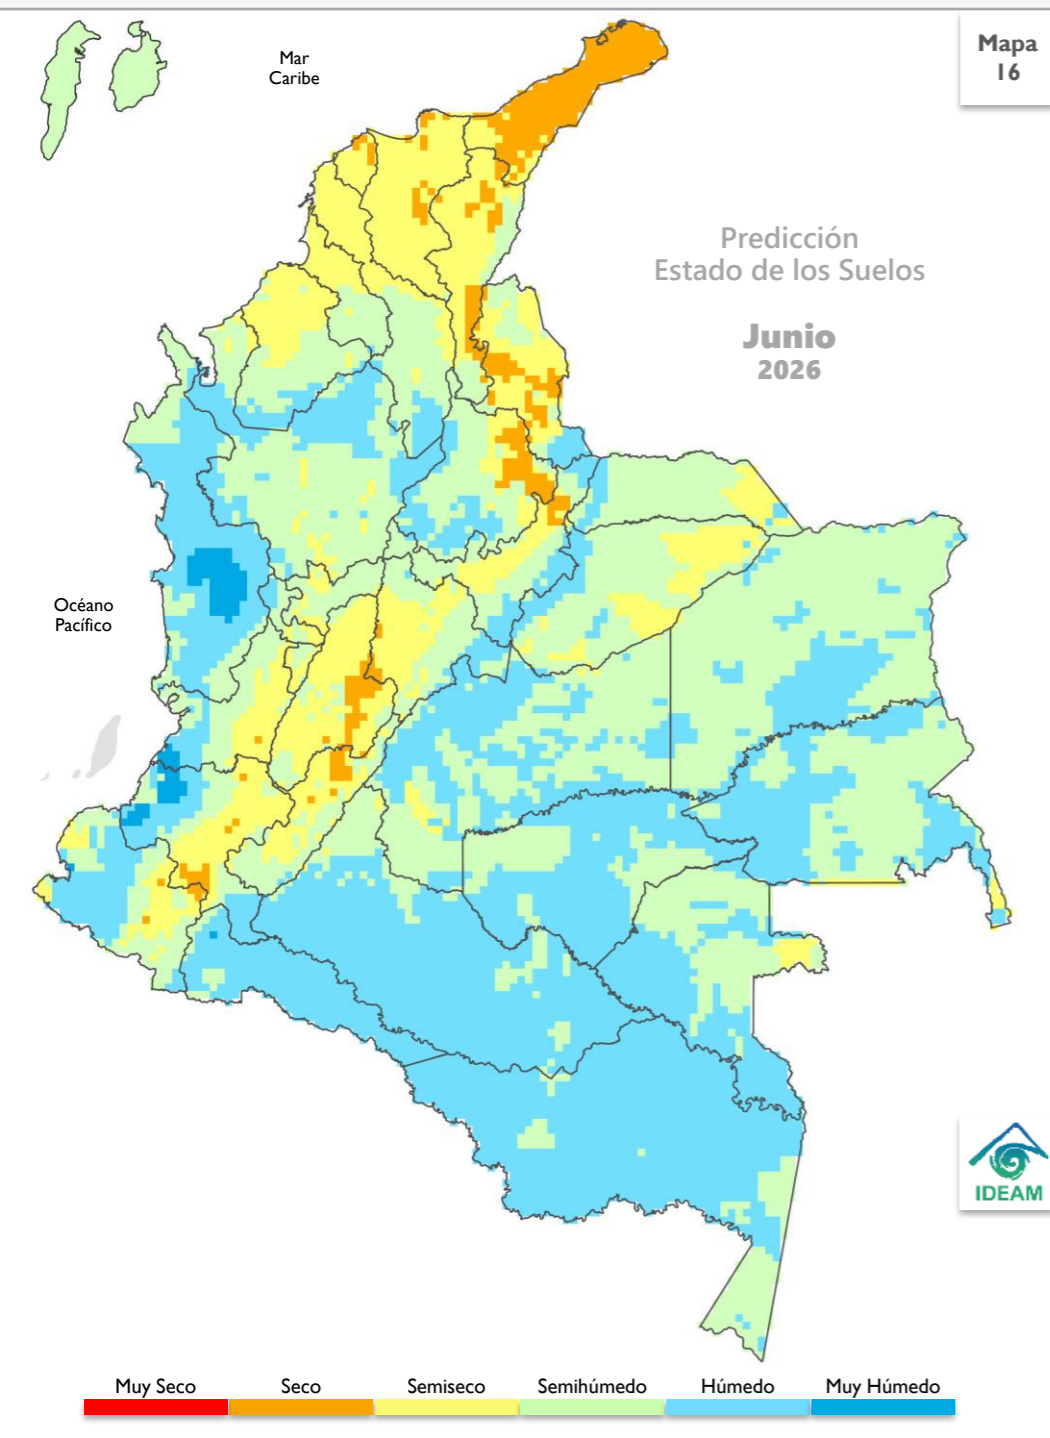 Mar
Caribe
Mapa
16
Predicción
Estado de los Suelos
Junio
2026
Océano
Pacífico
IDEAM
Muy Seco
Seco
Semiseco
Semihúmedo
Húmedo
Muy Húmedo